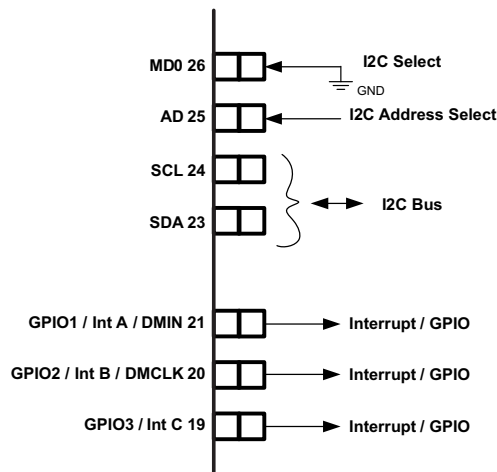 MD0 26 I2C Select
GND
AD 25 I2C Address Select
SCL 24
SDA 23 I2C Bus
GPIO1 / Int A / DMIN 21 Interrupt / GPIO
GPIO2 / Int B / DMCLK 20 Interrupt / GPIO
GPIO3 / Int C 19 Interrupt / GPIO